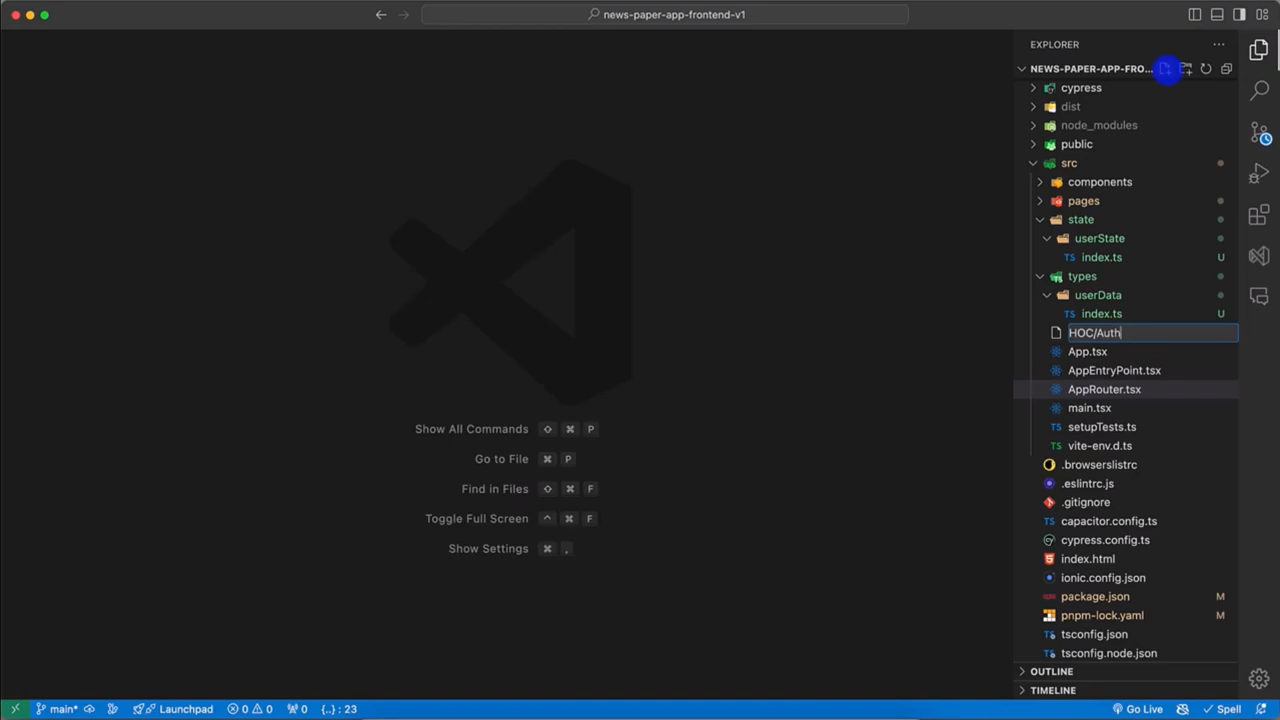 news-paper-app-frontend-v1
EXPLORER
NEWS-PAPER-APP-FRO...
cypress
dist
node_modules
public
src
components
pages
state
userState
TS index.ts U
types
userData
TS index.ts U
HOC/Auth
App.tsx
AppEntryPoint.tsx
AppRouter.tsx
main.tsx
TS setupTests.ts
TS vite-env.d.ts
.browserslistrc
.eslintrc.js
.gitignore
capacitor.config.ts
cypress.config.ts
index.html
ionic.config.json
package.json M
pnpm-lock.yaml M
tsconfig.json
tsconfig.node.json
OUTLINE
TIMELINE
Show All Commands ⇧ ⌘ P
Go to File ⌘ P
Find in Files ⇧ ⌘ F
Toggle Full Screen ^ ⌘ F
Show Settings ⌘ ,
main* Launchpad 0 0 0 {..} : 23 Go Live Spell